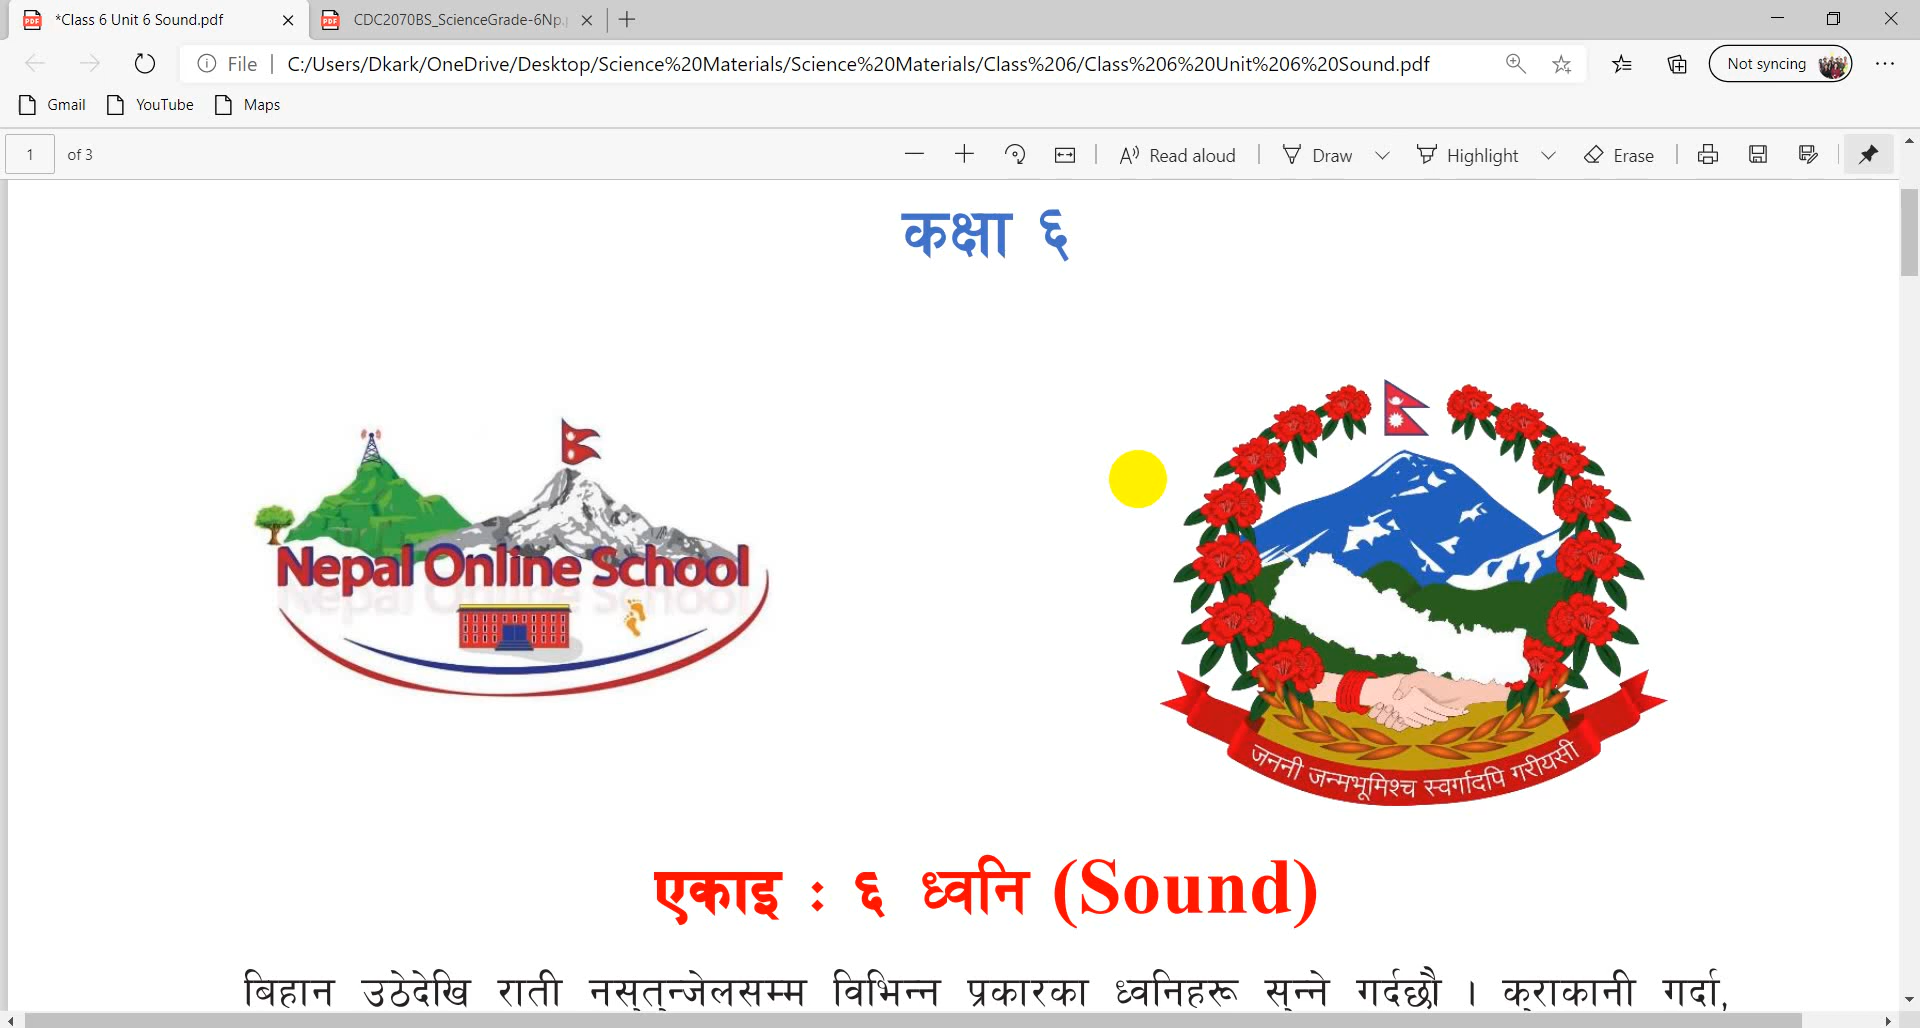 *Class 6 Unit 6 Sound.pdf
CDC2070BS_ScienceGrade-6Np.
Not syncing
File
C:/Users/Dkark/OneDrive/Desktop/Science%20Materials/Science%20Materials/Class%206/Class%206%20Unit%206%20Sound.pdf
Gmail YouTube Maps
1 of 3 Read aloud Draw Highlight Erase
कक्षा ६
Nepal Online School
जननी जन्मभूमिश्च स्वर्गादपि गरीयसी
एकाइ : ६ ध्वनि (Sound)
बिहान उठेदेखि राती नसुतुन्जेलसम्म विभिन्न प्रकारका ध्वनिहरू सुन्ने गर्दछौ । कुराकानी गर्दा,